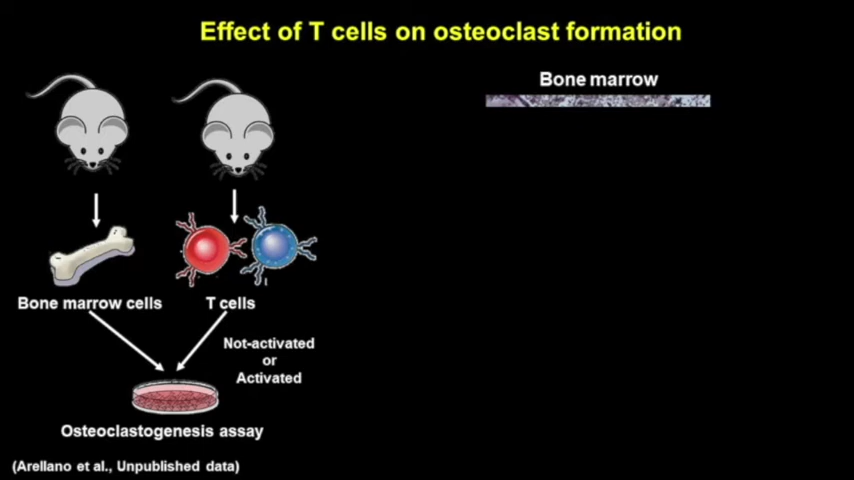 Effect of T cells on osteoclast formation
Bone marrow
Bone marrow cells
T cells
Not-activated
or
Activated
Osteoclastogenesis assay
(Arellano et al., Unpublished data)